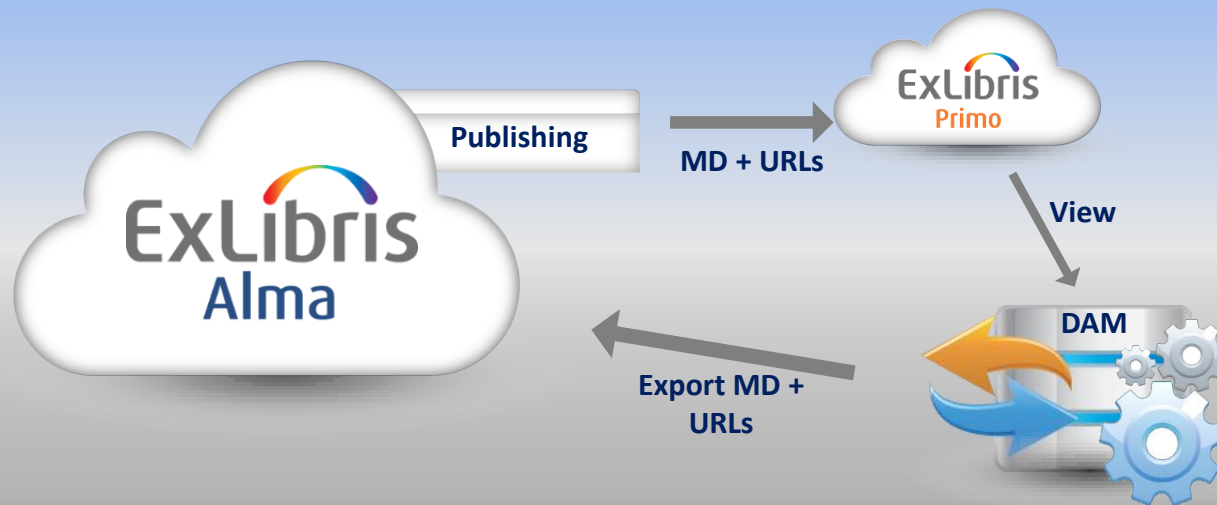 ExLibris
Primo
Publishing
MD + URLs
ExLibris
Alma
View
DAM
Export MD +
URLs